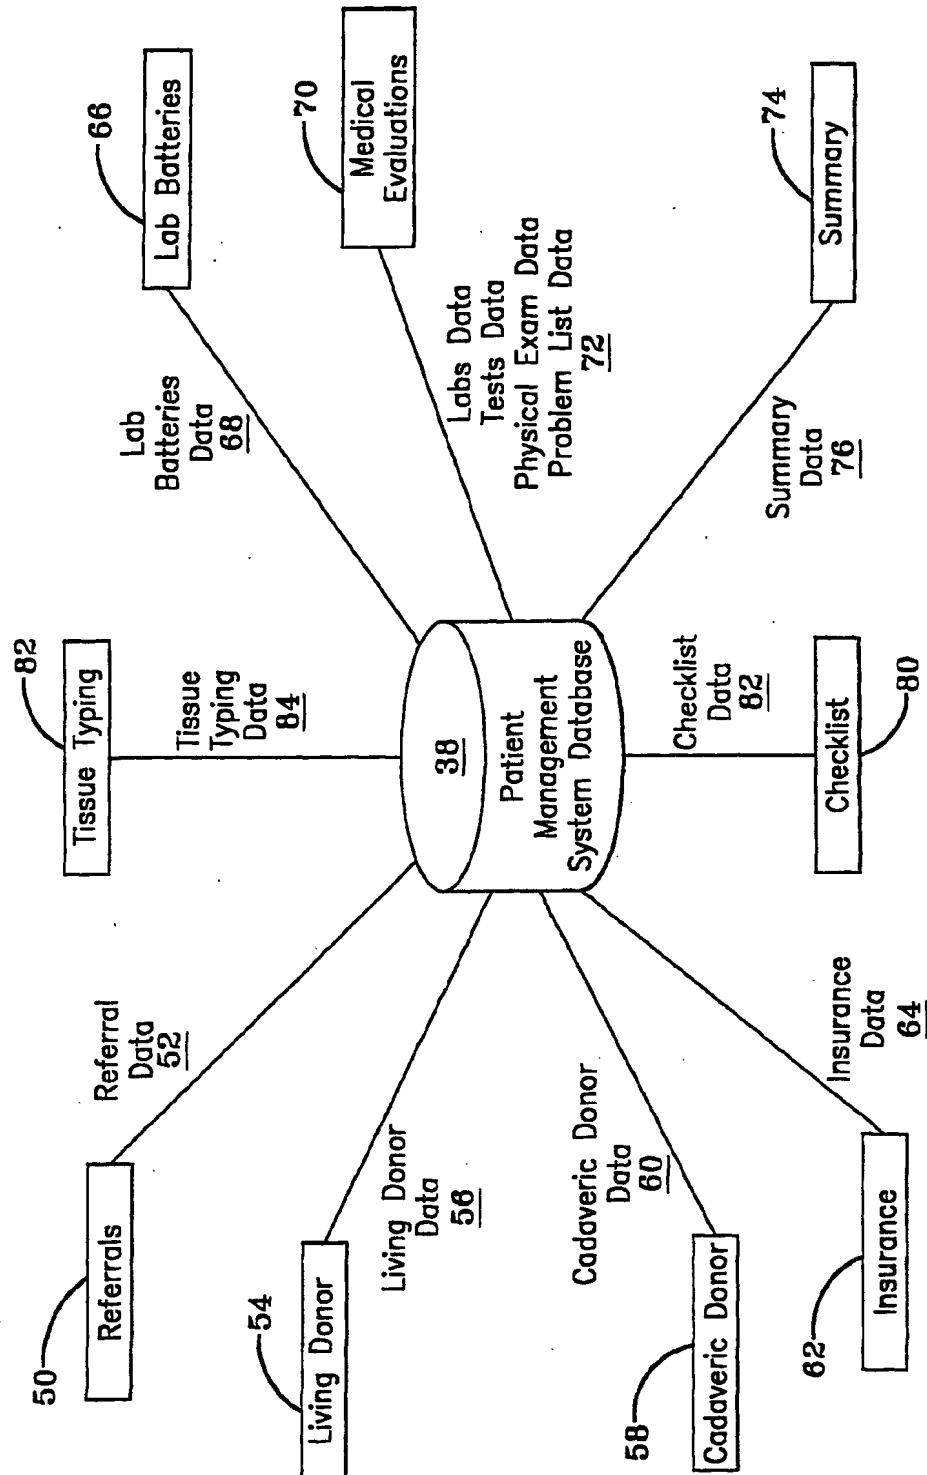 50
Referrals
Referral
Data
52
54
Living Donor
Living Donor
Data
56
58
Cadaveric Donor
Cadaveric Donor
Data
60
62
Insurance
Insurance
Data
64
82
Tissue Typing
Tissue
Typing
Data
84
38
Patient
Management
System Database
Checklist
Data
82
80
Checklist
66
Lab Batteries
Lab
Batteries
Data
68
70
Medical
Evaluations
Labs Data
Tests Data
Physical Exam Data
Problem List Data
72
74
Summary
Summary
Data
76